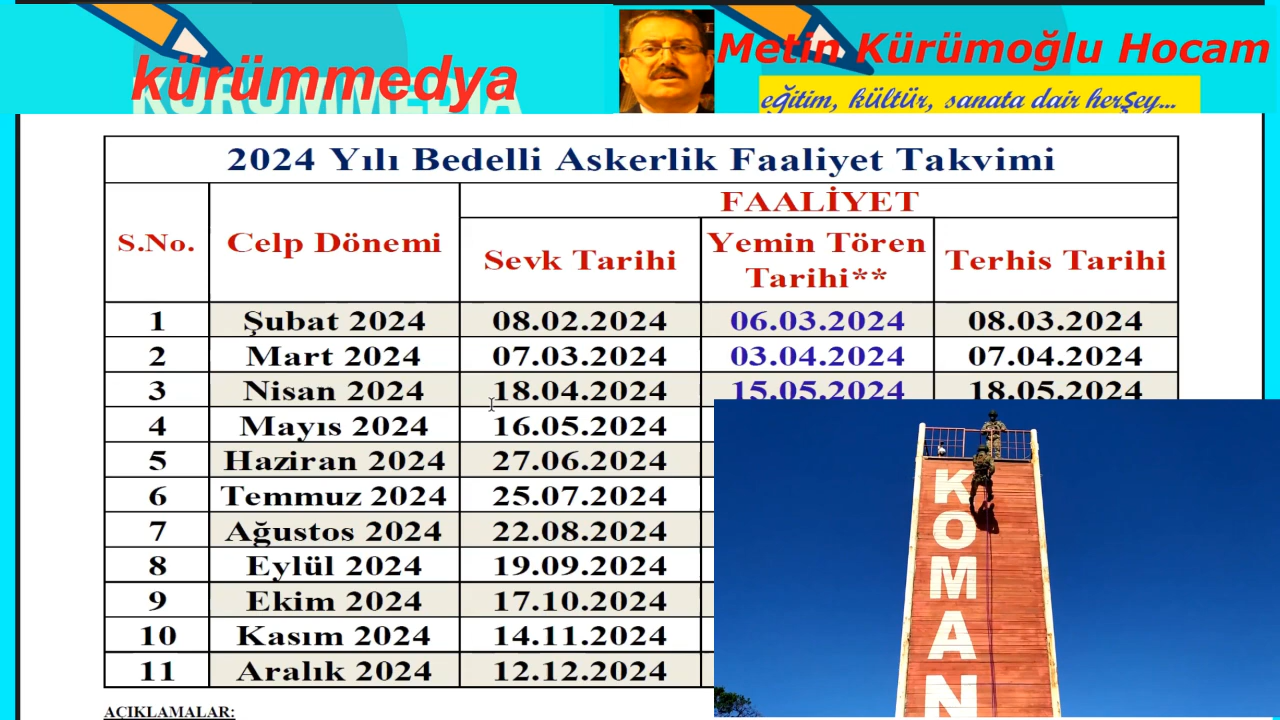 kürümmedya
KÜRÜMMEDYA
Metin Kürümoğlu Hocam
eğitim, kültür, sanata dair herşey...
2024 Yılı Bedelli Askerlik Faaliyet Takvimi
S.No. Celp Dönemi FAALİYET
Sevk Tarihi Yemin Tören Tarihi** Terhis Tarihi
1 Şubat 2024 08.02.2024 06.03.2024 08.03.2024
2 Mart 2024 07.03.2024 03.04.2024 07.04.2024
3 Nisan 2024 18.04.2024 15.05.2024 18.05.2024
4 Mayıs 2024 16.05.2024
5 Haziran 2024 27.06.2024
6 Temmuz 2024 25.07.2024
7 Ağustos 2024 22.08.2024
8 Eylül 2024 19.09.2024
9 Ekim 2024 17.10.2024
10 Kasım 2024 14.11.2024
11 Aralık 2024 12.12.2024
AÇIKLAMALAR:
KOMAN